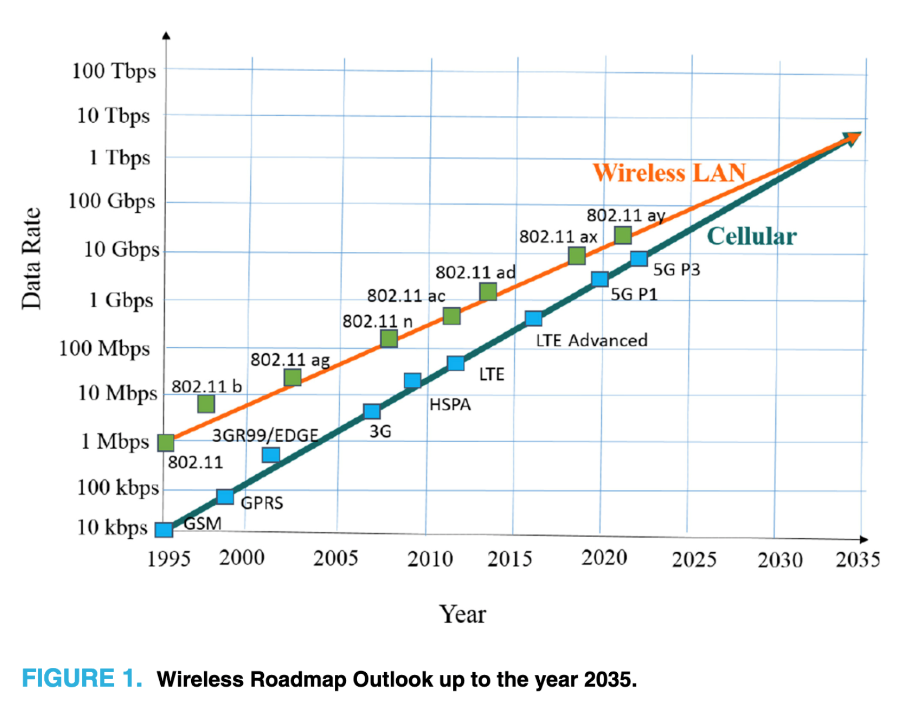 100 Tbps
10 Tbps
1 Tbps
100 Gbps
10 Gbps
1 Gbps
100 Mbps
10 Mbps
1 Mbps
100 kbps
10 kbps
Data Rate
Wireless LAN
Cellular
802.11 ay
802.11 ax
802.11 ad
802.11 ac
802.11 n
802.11 ag
802.11 b
802.11
5G P3
5G P1
LTE Advanced
LTE
HSPA
3G
3GR99/EDGE
GPRS
GSM
1995 2000 2005 2010 2015 2020 2025 2030 2035
Year
FIGURE 1. Wireless Roadmap Outlook up to the year 2035.